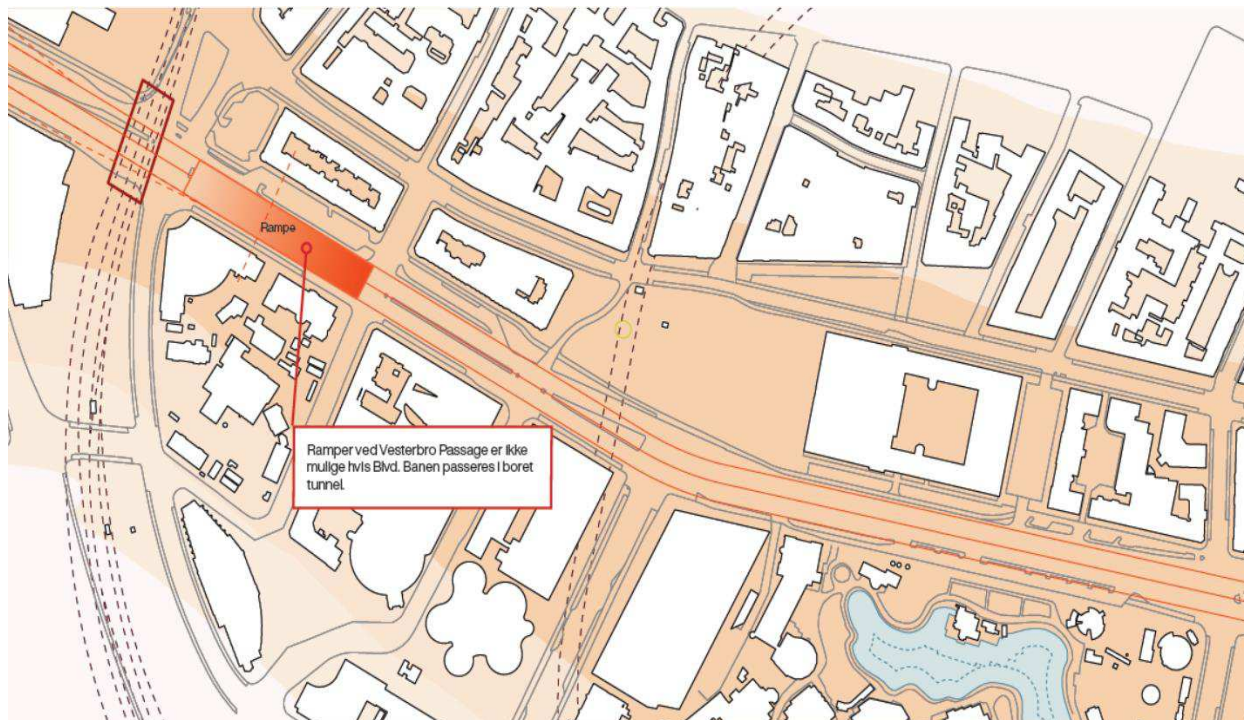 Rampe
Ramper ved Vesterbro Passage er ikke
mulige hvis Blvd. Banen passeres i boret
tunnel.